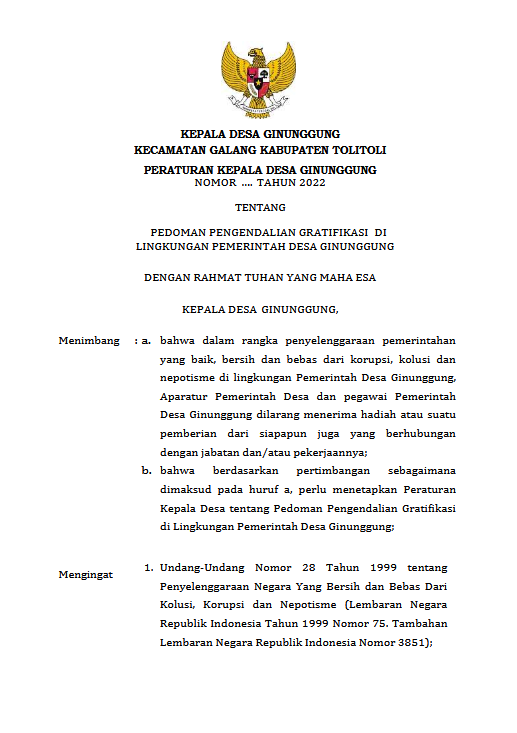 KEPALA DESA GINUNGGUNG
KECAMATAN GALANG KABUPATEN TOLITOLI
PERATURAN KEPALA DESA GINUNGGUNG
NOMOR .... TAHUN 2022
TENTANG
PEDOMAN PENGENDALIAN GRATIFIKASI DI
LINGKUNGAN PEMERINTAH DESA GINUNGGUNG
DENGAN RAHMAT TUHAN YANG MAHA ESA
KEPALA DESA GINUNGGUNG,
Menimbang : a. bahwa dalam rangka penyelenggaraan pemerintahan
yang baik, bersih dan bebas dari korupsi, kolusi dan
nepotisme di lingkungan Pemerintah Desa Ginunggung,
Aparatur Pemerintah Desa dan pegawai Pemerintah
Desa Ginunggung dilarang menerima hadiah atau suatu
pemberian dari siapapun juga yang berhubungan
dengan jabatan dan/atau pekerjaannya;
b. bahwa berdasarkan pertimbangan sebagaimana
dimaksud pada huruf a, perlu menetapkan Peraturan
Kepala Desa tentang Pedoman Pengendalian Gratifikasi
di Lingkungan Pemerintah Desa Ginunggung;
Mengingat 1. Undang-Undang Nomor 28 Tahun 1999 tentang
Penyelenggaraan Negara Yang Bersih dan Bebas Dari
Kolusi, Korupsi dan Nepotisme (Lembaran Negara
Republik Indonesia Tahun 1999 Nomor 75. Tambahan
Lembaran Negara Republik Indonesia Nomor 3851);